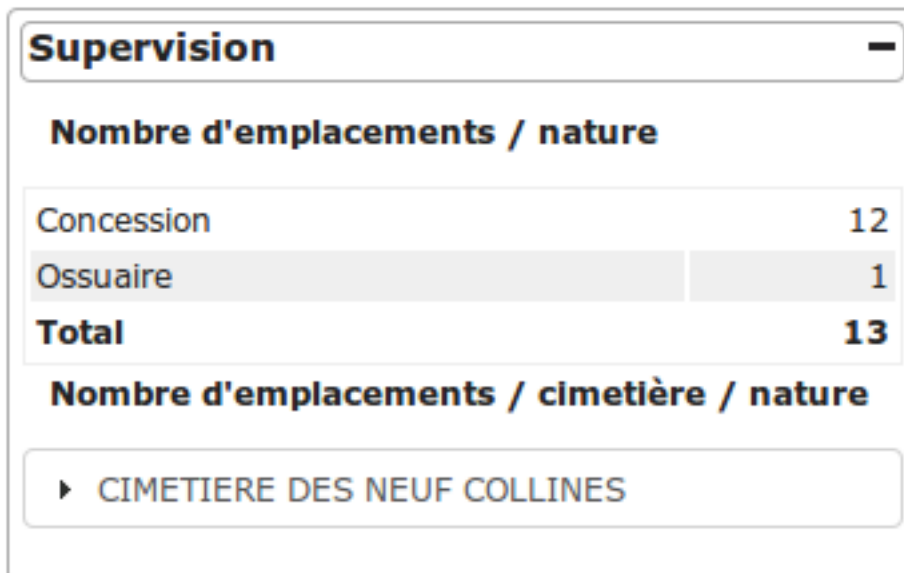 Supervision
Nombre d'emplacements / nature
Concession 12
Ossuaire 1
Total 13
Nombre d'emplacements / cimetière / nature
CIMETIERE DES NEUF COLLINES